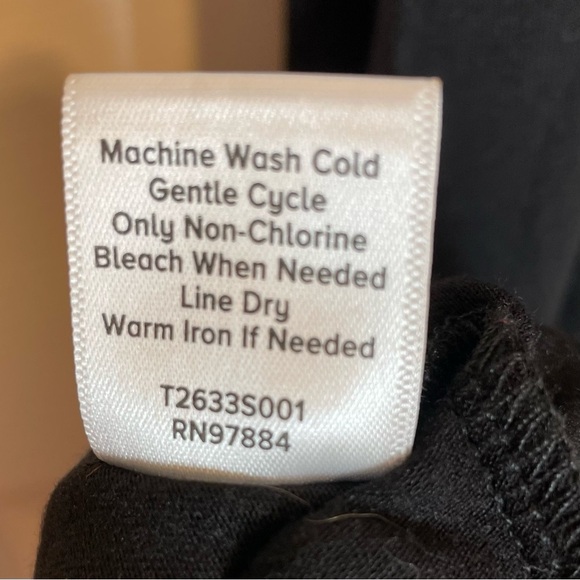 Machine Wash Cold
Gentle Cycle
Only Non-Chlorine
Bleach When Needed
Line Dry
Warm Iron If Needed
T2633S001
RN97884